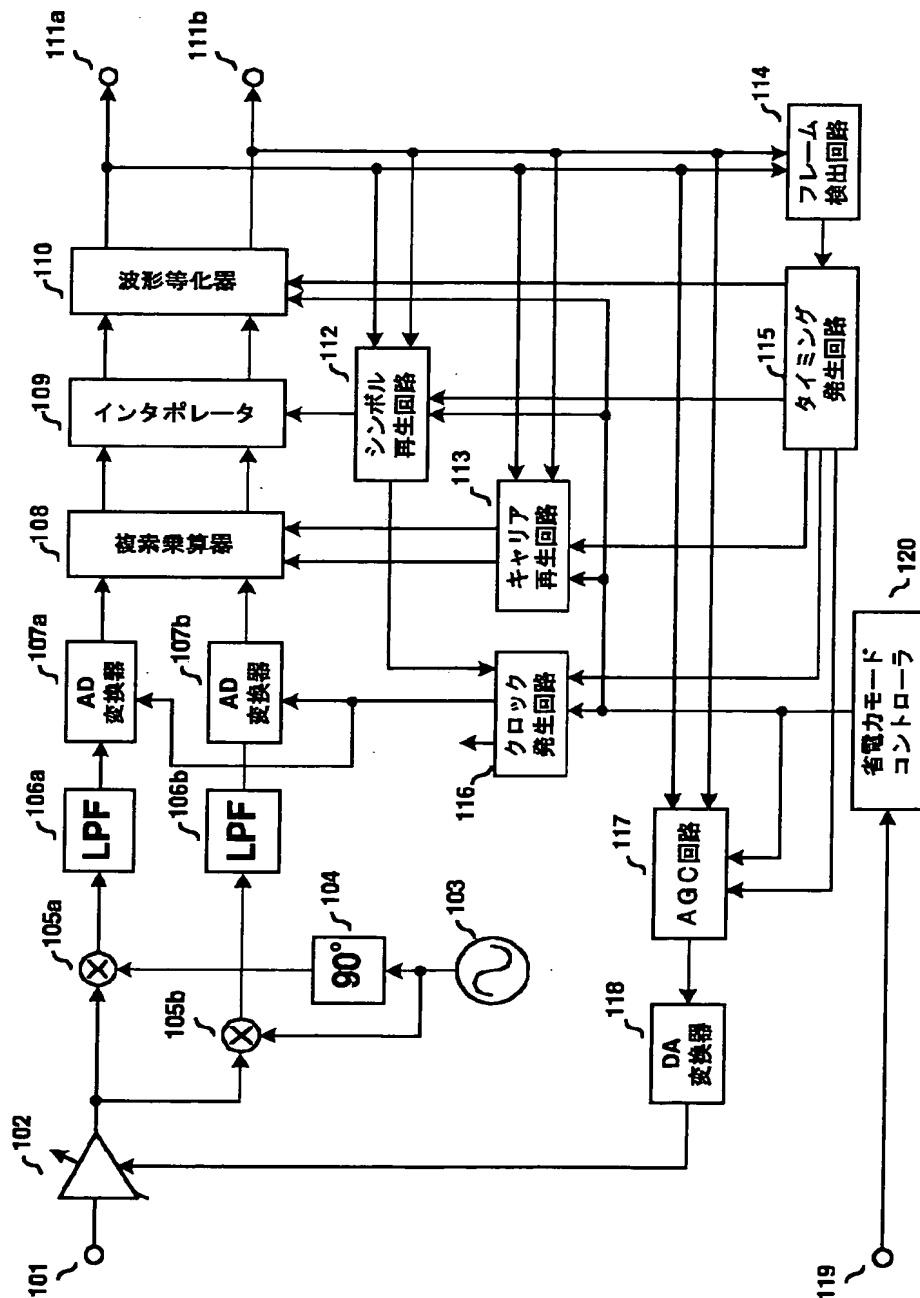 101
102
105a
106a
LPF
107a
AD
変換器
108
複素乗算器
109
インタポレータ
110
波形等化器
111a
111b
105b
104
90°
103
106b
LPF
107b
AD
変換器
112
シンボル
再生回路
113
キャリア
再生回路
114
フレーム
検出回路
115
タイミング
発生回路
116
クロック
発生回路
117
AGC回路
118
DA
変換器
119
120
省電力モード
コントローラ